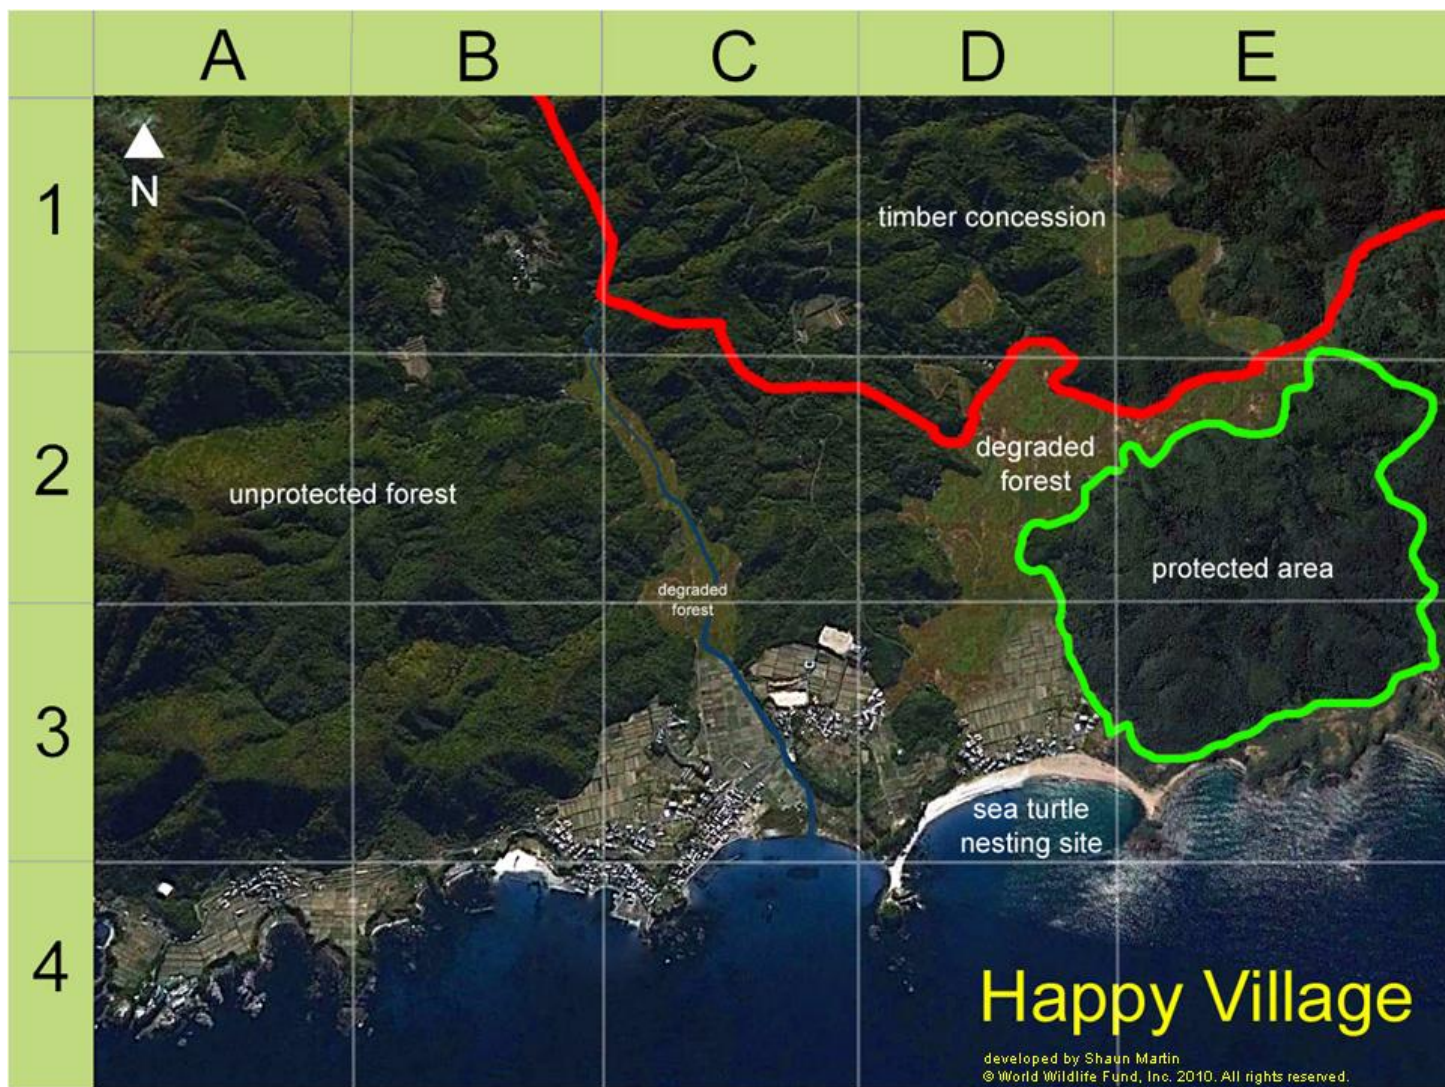 A B C D E
1
N
timber concession
2
degraded
forest
unprotected forest
protected area
degraded
forest
3
sea turtle
nesting site
4
Happy Village
developed by Shaun Martin
© World Wildlife Fund, Inc. 2010. All rights reserved.